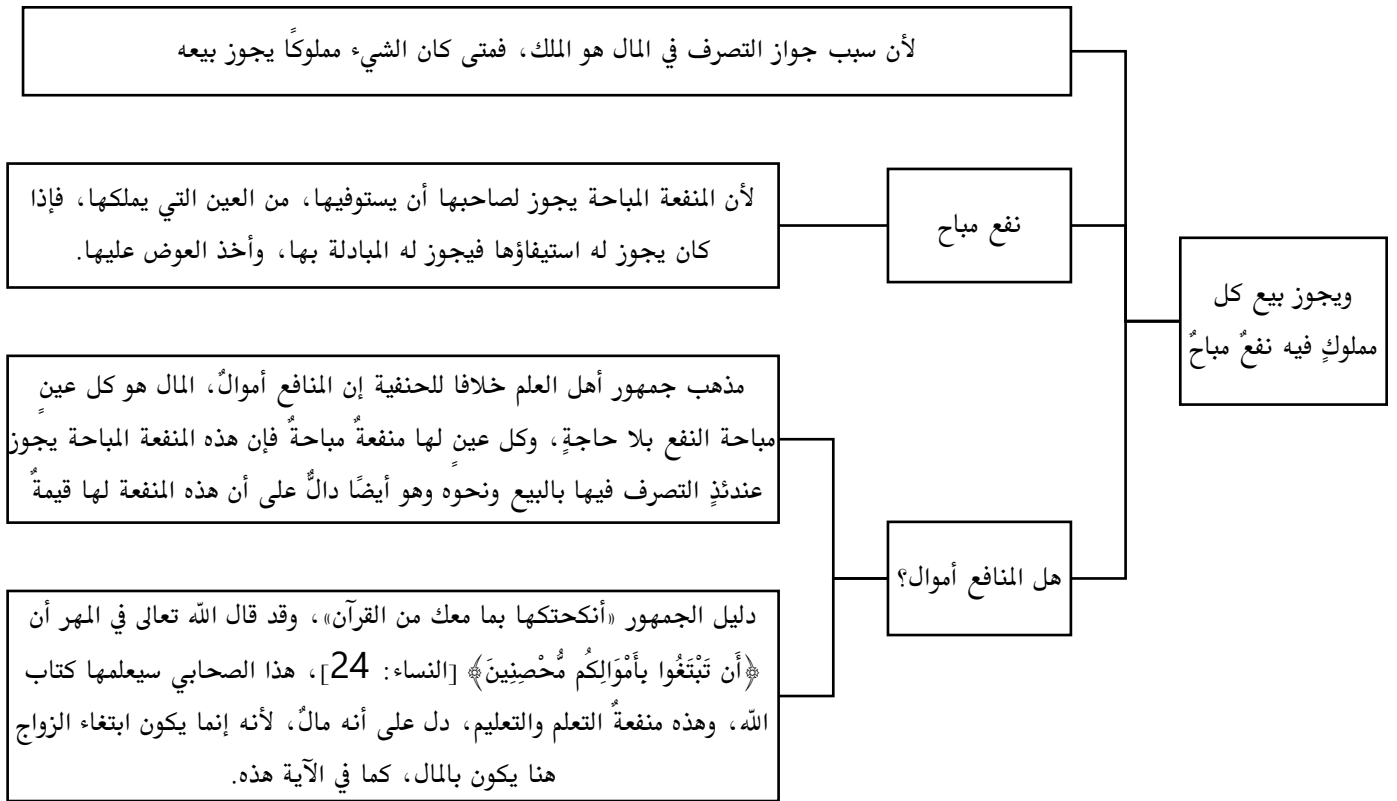 لأن سبب جواز التصرف في المال هو الملك، فمتى كان الشيء مملوكًا يجوز بيعه
ويجوز بيع كل
مملوكٍ فيه نفعٌ مباحٌ
نفع مباح
لأن المنفعة المباحة يجوز لصاحبها أن يستوفيها، من العين التي يملكها، فإذا
كان يجوز له استيفاؤها فيجوز له المبادلة بها، وأخذ العوض عليها.
هل المنافع أموال؟
مذهب جمهور أهل العلم خلافا للحنفية إن المنافع أموالٌ، المال هو كل عينٍ
مباحة النفع بلا حاجةٍ، وكل عينٍ لها منفعةٌ مباحةٌ فإن هذه المنفعة المباحة يجوز
عندئذٍ التصرف فيها بالبيع ونحوه وهو أيضًا دالٌّ على أن هذه المنفعة لها قيمةٌ
دليل الجمهور «أنكحتكها بما معك من القرآن»، وقد قال الله تعالى في المهر أن
﴿أَن تَبْتَغُوا بِأَمْوَالِكُم مُّحْصِنِينَ﴾ [النساء: 24]، هذا الصحابي سيعلمها كتاب
الله، وهذه منفعةٌ التعلم والتعليم، دل على أنه مالٌ، لأنه إنما يكون ابتغاء الزواج
هنا يكون بالمال، كما في الآية هذه.